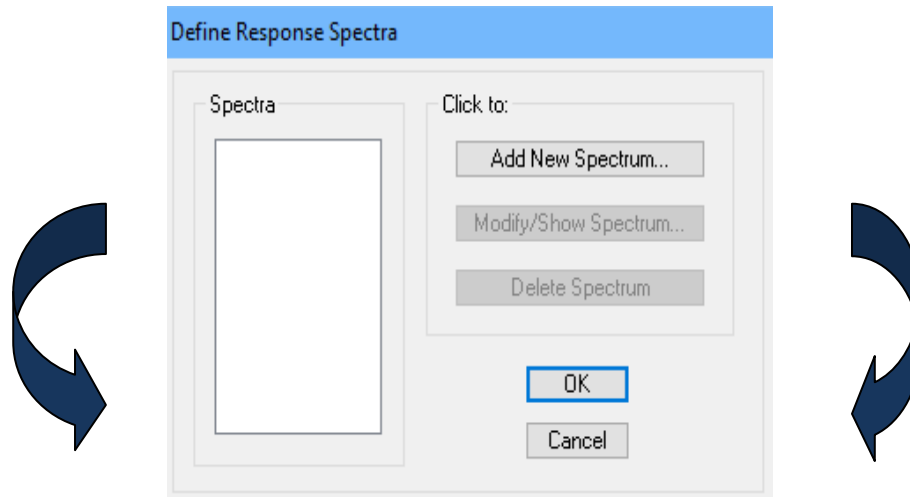 Define Response Spectra
Spectra
Click to:
Add New Spectrum...
Modify/Show Spectrum...
Delete Spectrum
OK
Cancel